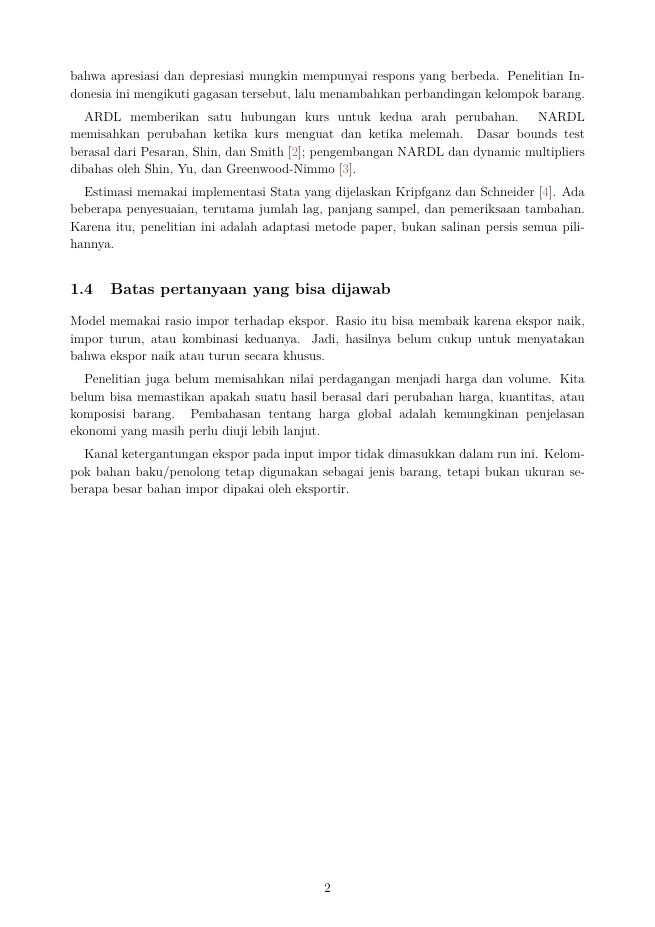 bahwa apresiasi dan depresiasi mungkin mempunyai respons yang berbeda. Penelitian In-
donesia ini mengikuti gagasan tersebut, lalu menambahkan perbandingan kelompok barang.
ARDL memberikan satu hubungan kurs untuk kedua arah perubahan. NARDL
memisahkan perubahan ketika kurs menguat dan ketika melemah. Dasar bounds test
berasal dari Pesaran, Shin, dan Smith [2]; pengembangan NARDL dan dynamic multipliers
dibahas oleh Shin, Yu, dan Greenwood-Nimmo [3].
Estimasi memakai implementasi Stata yang dijelaskan Kripfganz dan Schneider [4]. Ada
beberapa penyesuaian, terutama jumlah lag, panjang sampel, dan pemeriksaan tambahan.
Karena itu, penelitian ini adalah adaptasi metode paper, bukan salinan persis semua pili-
hannya.
1.4 Batas pertanyaan yang bisa dijawab
Model memakai rasio impor terhadap ekspor. Rasio itu bisa membaik karena ekspor naik,
impor turun, atau kombinasi keduanya. Jadi, hasilnya belum cukup untuk menyatakan
bahwa ekspor naik atau turun secara khusus.
Penelitian juga belum memisahkan nilai perdagangan menjadi harga dan volume. Kita
belum bisa memastikan apakah suatu hasil berasal dari perubahan harga, kuantitas, atau
komposisi barang. Pembahasan tentang harga global adalah kemungkinan penjelasan
ekonomi yang masih perlu diuji lebih lanjut.
Kanal ketergantungan ekspor pada input impor tidak dimasukkan dalam run ini. Kelom-
pok bahan baku/penolong tetap digunakan sebagai jenis barang, tetapi bukan ukuran se-
berapa besar bahan impor dipakai oleh eksportir.
2